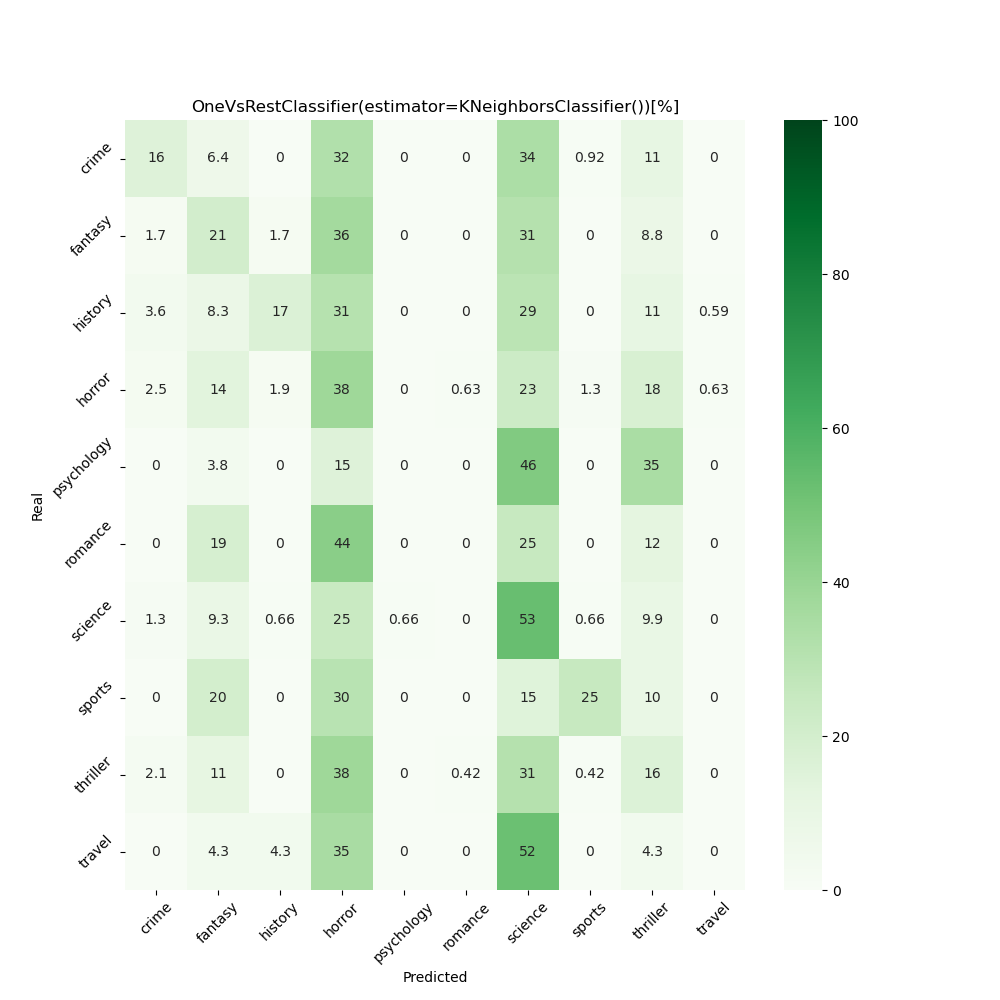 OneVsRestClassifier(estimator=KNeighborsClassifier())[%]
crime 16 6.4 0 32 0 0 34 0.92 11 0
fantasy 1.7 21 1.7 36 0 0 31 0 8.8 0
history 3.6 8.3 17 31 0 0 29 0 11 0.59
horror 2.5 14 1.9 38 0 0.63 23 1.3 18 0.63
psychology 0 3.8 0 15 0 0 46 0 35 0
romance 0 19 0 44 0 0 25 0 12 0
science 1.3 9.3 0.66 25 0.66 0 53 0.66 9.9 0
sports 0 20 0 30 0 0 15 25 10 0
thriller 2.1 11 0 38 0 0.42 31 0.42 16 0
travel 0 4.3 4.3 35 0 0 52 0 4.3 0
crime fantasy history horror psychology romance science sports thriller travel
Predicted
Real
100
80
60
40
20
0